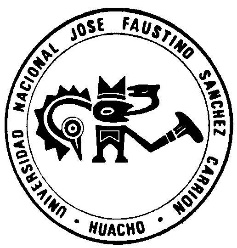 UNIVERSIDAD NACIONAL JOSE FAUSTINO SANCHEZ CARRION
· HUACHO ·